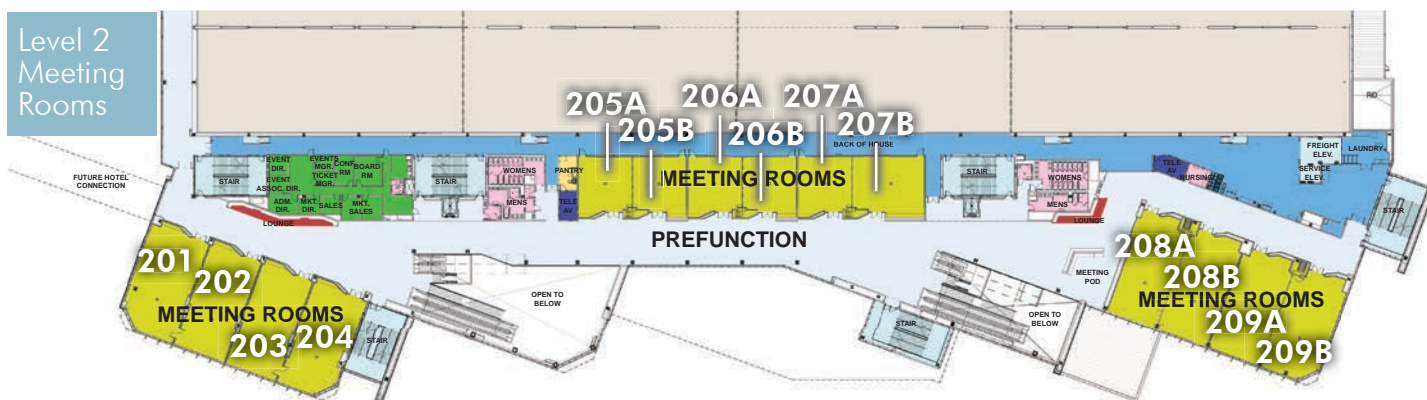 Level 2
Meeting
Rooms
205A
205B
206A
206B
207A
207B
BACK OF HOUSE
MEETING ROOMS
FUTURE HOTEL
CONNECTION
STAIR
EVENT
DIR.
EVENT
ASSOC. DIR.
EVENTS
MGR.
TICKET
MGR.
CONF
RM
BOARD
RM
ADM.
DIR.
MKT.
DIR.
SALES
MKT.
SALES
LOUNGE
STAIR
WOMENS
MENS
PANTRY
TELE
AV
STAIR
WOMENS
MENS
LOUNGE
TELE
AV
NURSING
FREIGHT
ELEV.
SERVICE
ELEV.
LAUNDRY
RD
STAIR
PREFUNCTION
201
202
MEETING ROOMS
203
204
STAIR
OPEN TO
BELOW
STAIR
OPEN TO
BELOW
MEETING
POD
208A
208B
MEETING ROOMS
209A
209B